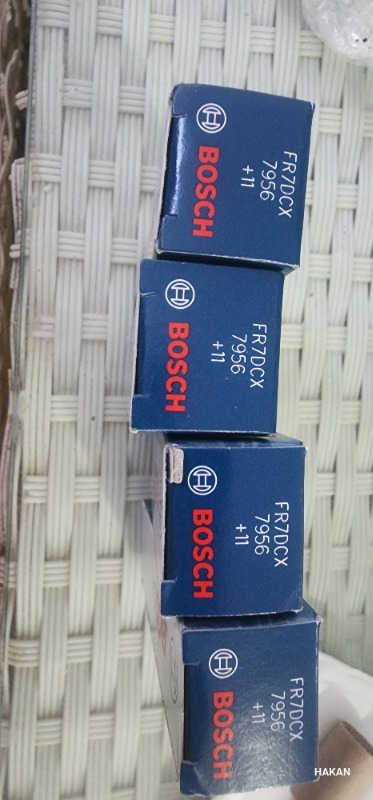 BOSCH
FR7DCX
7956
+11
BOSCH
FR7DCX
7956
+11
BOSCH
FR7DCX
7956
+11
BOSCH
FR7DCX
7956
+11
HAKAN